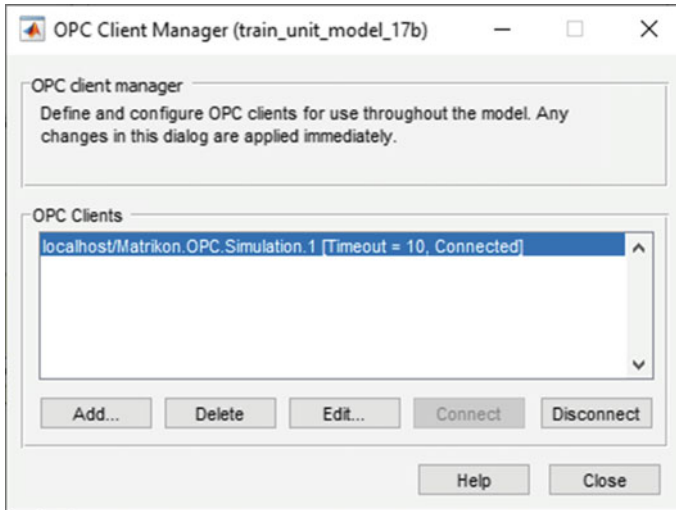 OPC Client Manager (train_unit_model_17b)
OPC client manager
Define and configure OPC clients for use throughout the model. Any
changes in this dialog are applied immediately.
OPC Clients
localhost/Matrikon.OPC.Simulation.1 [Timeout = 10, Connected]
Add... Delete Edit... Connect Disconnect
Help Close